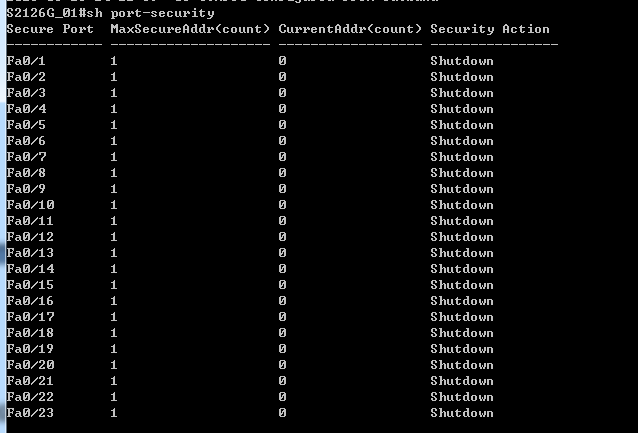 S2126G_01#sh port-security
Secure Port  MaxSecureAddr(count) CurrentAddr(count) Security Action
------------ -------------------- ------------------ ----------------
Fa0/1        1                    0                  Shutdown
Fa0/2        1                    0                  Shutdown
Fa0/3        1                    0                  Shutdown
Fa0/4        1                    0                  Shutdown
Fa0/5        1                    0                  Shutdown
Fa0/6        1                    0                  Shutdown
Fa0/7        1                    0                  Shutdown
Fa0/8        1                    0                  Shutdown
Fa0/9        1                    0                  Shutdown
Fa0/10       1                    0                  Shutdown
Fa0/11       1                    0                  Shutdown
Fa0/12       1                    0                  Shutdown
Fa0/13       1                    0                  Shutdown
Fa0/14       1                    0                  Shutdown
Fa0/15       1                    0                  Shutdown
Fa0/16       1                    0                  Shutdown
Fa0/17       1                    0                  Shutdown
Fa0/18       1                    0                  Shutdown
Fa0/19       1                    0                  Shutdown
Fa0/20       1                    0                  Shutdown
Fa0/21       1                    0                  Shutdown
Fa0/22       1                    0                  Shutdown
Fa0/23       1                    0                  Shutdown